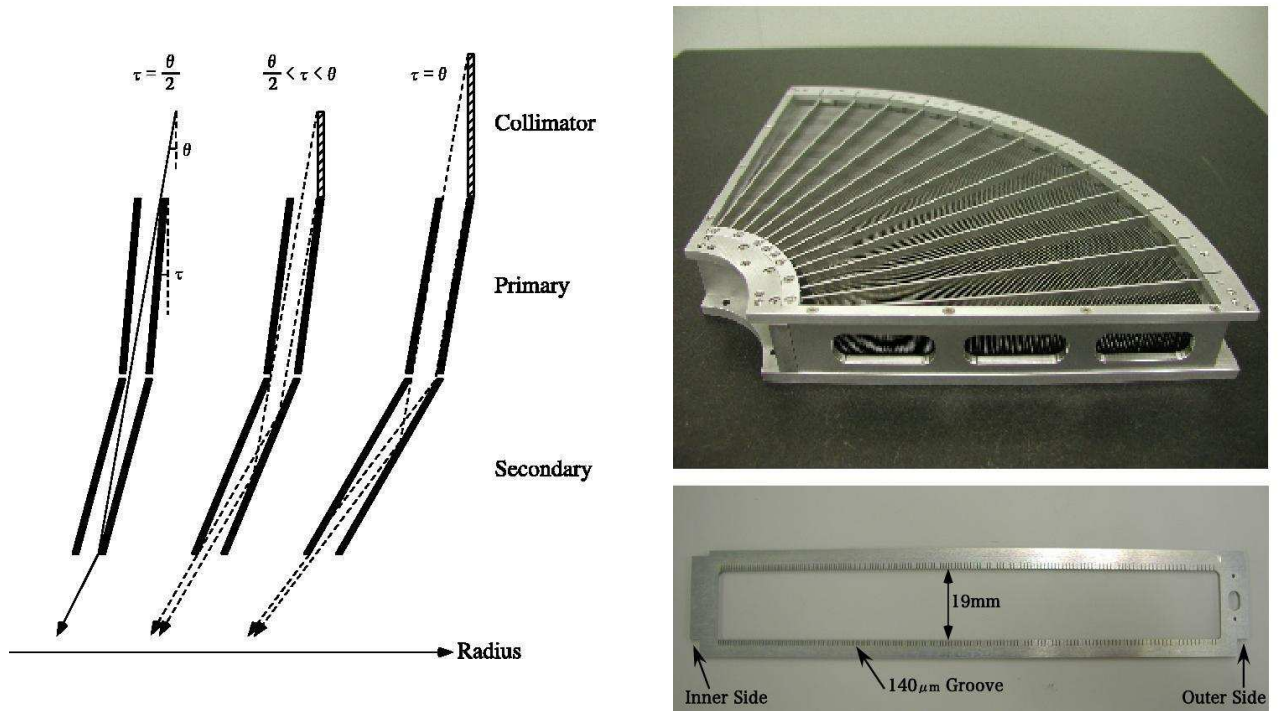 τ = θ/2
θ/2 < τ < θ
τ = θ
Collimator
θ
τ
Primary
Secondary
Radius
19mm
140μm Groove
Inner Side
Outer Side